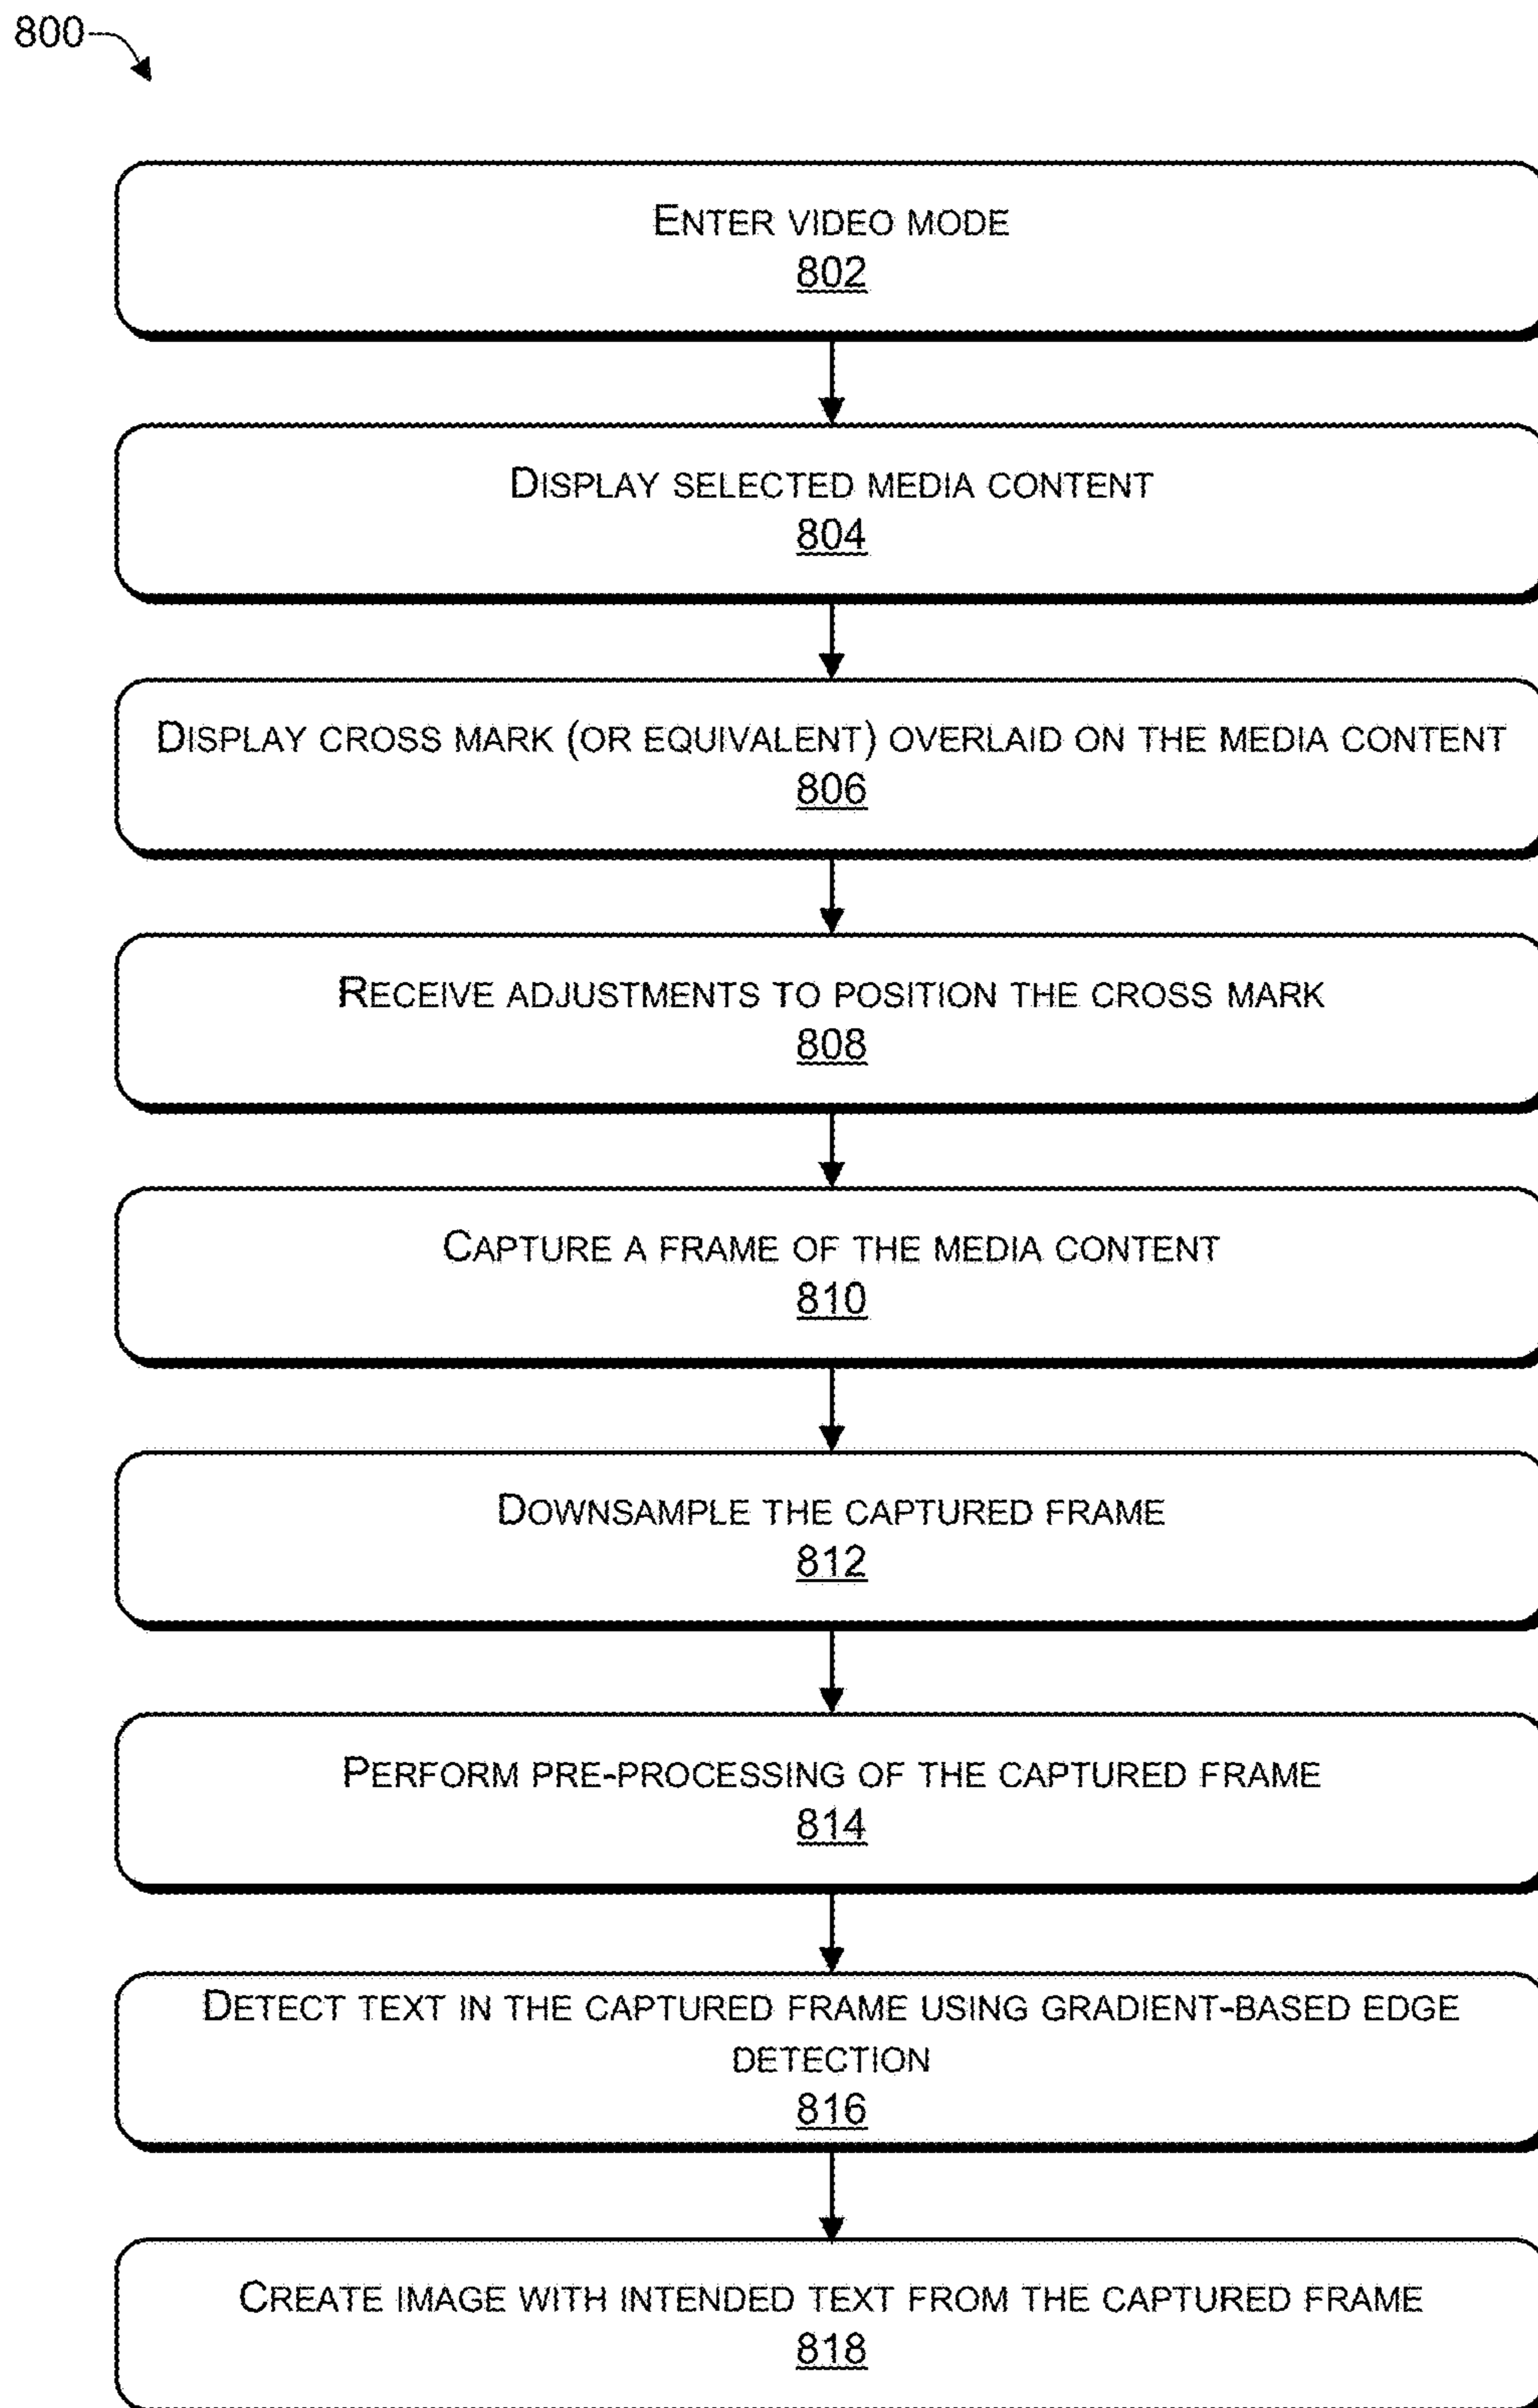 800
ENTER VIDEO MODE
802
DISPLAY SELECTED MEDIA CONTENT
804
DISPLAY CROSS MARK (OR EQUIVALENT) OVERLAID ON THE MEDIA CONTENT
806
RECEIVE ADJUSTMENTS TO POSITION THE CROSS MARK
808
CAPTURE A FRAME OF THE MEDIA CONTENT
810
DOWNSAMPLE THE CAPTURED FRAME
812
PERFORM PRE-PROCESSING OF THE CAPTURED FRAME
814
DETECT TEXT IN THE CAPTURED FRAME USING GRADIENT-BASED EDGE
DETECTION
816
CREATE IMAGE WITH INTENDED TEXT FROM THE CAPTURED FRAME
818